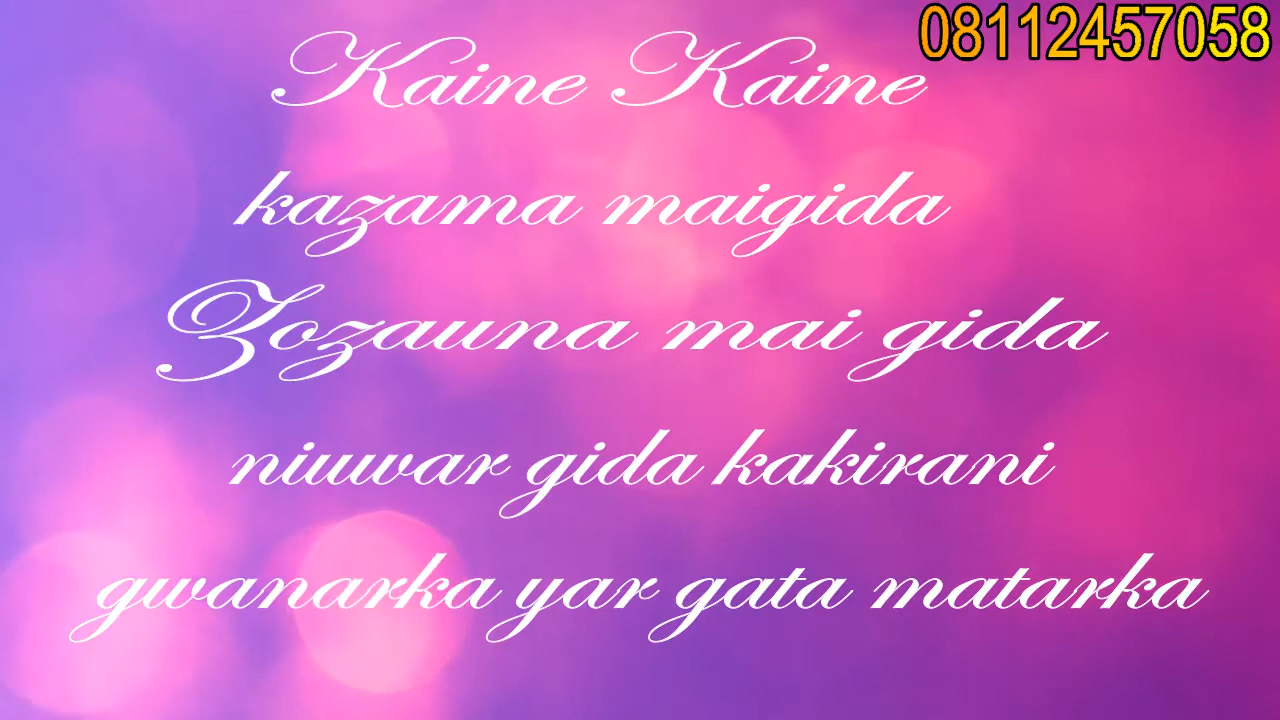 08112457058
Kaine Kaine
kazama maigida
Zozauna mai gida
niuwar gida kakirani
gwanarka yar gata matarka